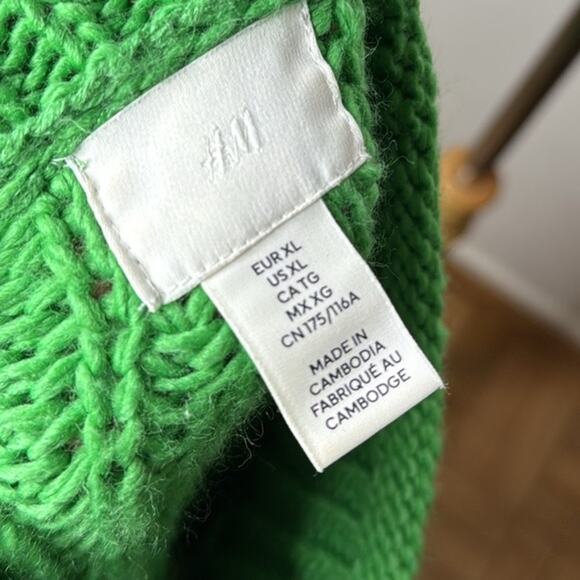 H&M
EUR XL
US XL
CA TG
MX XG
CN 175/116A
MADE IN
CAMBODIA
FABRIQUÉ AU
CAMBODGE